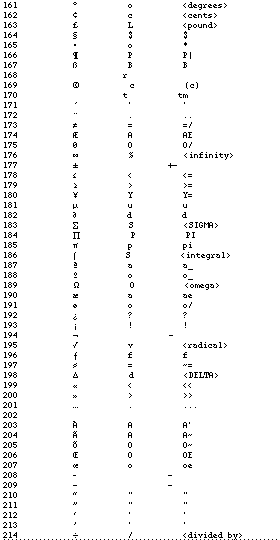 161 ° o <degrees>
162 ¢ c <cents>
163 £ L <pound>
164 § $ $
165 • o *
166 ¶ P P|
167 ß B B
168 r
169 © c (c)
170 t tm
171 ´ ' '
172 ¨ . ..
173 ≠ = =/
174 Æ A AE
175 Ø O O/
176 ∞ % <infinity>
177 ± +-
178 ≤ < <=
179 ≥ > >=
180 ¥ Y Y=
181 µ u u
182 ∂ d d
183 ∑ S <SIGMA>
184 ∏ P PI
185 π p pi
186 ∫ S <integral>
187 ª a a_
188 º o o_
189 Ω O <omega>
190 æ a ae
191 ø o o/
192 ¿ ? ?
193 ¡ ! !
194 ¬ -
195 √ v <radical>
196 ƒ f f
197 ≈ = ~=
198 ∆ d <DELTA>
199 « < <<
200 » > >>
201 … . ...
202
203 À A A`
204 Ã A A~
205 Õ O O~
206 Œ O OE
207 œ o oe
208 - -
209 - -
210 “ " "
211 ” " "
212 ‘ ' '
213 ’ ' '
214 ÷ / <divided by>